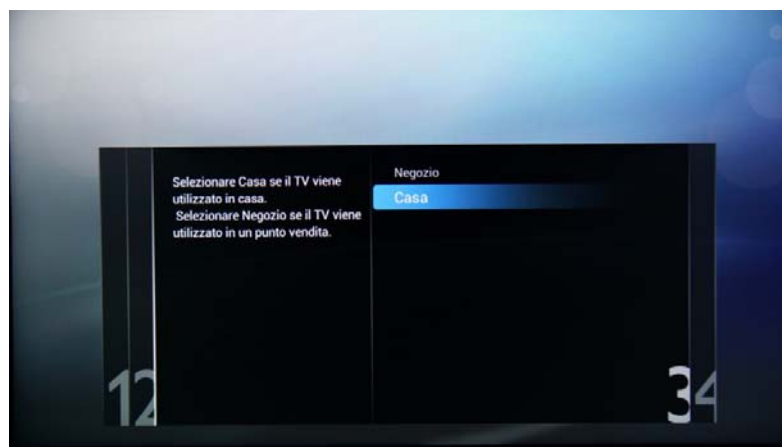 Selezionare Casa se il TV viene
utilizzato in casa.
Selezionare Negozio se il TV viene
utilizzato in un punto vendita.
Negozio
Casa
12
34